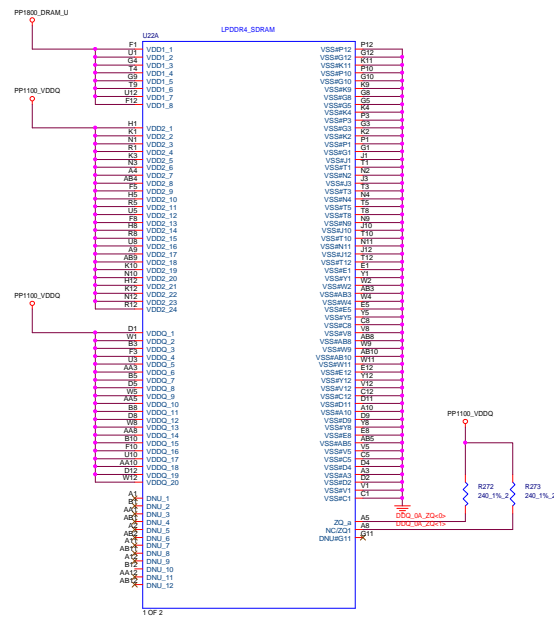 PP1800_DRAM_U
U22A
LPDDR4_SDRAM
F1 VDD1_1
U1 VDD1_2
G4 VDD1_3
T4 VDD1_4
G9 VDD1_5
T9 VDD1_6
U12 VDD1_7
F12 VDD1_8
PP1100_VDDQ
H1 VDD2_1
K1 VDD2_2
N1 VDD2_3
R1 VDD2_4
K3 VDD2_5
N3 VDD2_6
A4 VDD2_7
AB4 VDD2_8
F5 VDD2_9
H5 VDD2_10
R5 VDD2_11
U5 VDD2_12
F8 VDD2_13
H8 VDD2_14
R8 VDD2_15
U8 VDD2_16
A9 VDD2_17
AB9 VDD2_18
K10 VDD2_19
N10 VDD2_20
H12 VDD2_21
K12 VDD2_22
N12 VDD2_23
R12 VDD2_24
PP1100_VDDQ
D1 VDDQ_1
W1 VDDQ_2
B3 VDDQ_3
F3 VDDQ_4
U3 VDDQ_5
AA3 VDDQ_6
B5 VDDQ_7
D5 VDDQ_8
W5 VDDQ_9
AA5 VDDQ_10
B8 VDDQ_11
D8 VDDQ_12
W8 VDDQ_13
AA8 VDDQ_14
B10 VDDQ_15
F10 VDDQ_16
U10 VDDQ_17
AA10 VDDQ_18
D12 VDDQ_19
W12 VDDQ_20
A1 DNU_1
B1 DNU_2
AA1 DNU_3
AB1 DNU_4
A2 DNU_5
AB2 DNU_6
A11 DNU_7
AB11 DNU_8
A12 DNU_9
B12 DNU_10
AA12 DNU_11
AB12 DNU_12
1 OF 2
VSS#P12 P12
VSS#G12 G12
VSS#K11 K11
VSS#P10 P10
VSS#G10 G10
VSS#K9 K9
VSS#G8 G8
VSS#G5 G5
VSS#K4 K4
VSS#P3 P3
VSS#G3 G3
VSS#K2 K2
VSS#P1 P1
VSS#G1 G1
VSS#J1 J1
VSS#T1 T1
VSS#N2 N2
VSS#J3 J3
VSS#T3 T3
VSS#N4 N4
VSS#T5 T5
VSS#T8 T8
VSS#N9 N9
VSS#J10 J10
VSS#T10 T10
VSS#N11 N11
VSS#J12 J12
VSS#T12 T12
VSS#E1 E1
VSS#Y1 Y1
VSS#W2 W2
VSS#AB3 AB3
VSS#W4 W4
VSS#E5 E5
VSS#Y5 Y5
VSS#C8 C8
VSS#V8 V8
VSS#AB8 AB8
VSS#W9 W9
VSS#AB10 AB10
VSS#W11 W11
VSS#E12 E12
VSS#Y12 Y12
VSS#V12 V12
VSS#C12 C12
VSS#D11 D11
VSS#A10 A10
VSS#D9 D9
VSS#Y8 Y8
VSS#E8 E8
VSS#AB5 AB5
VSS#V5 V5
VSS#C5 C5
VSS#D4 D4
VSS#A3 A3
VSS#D2 D2
VSS#V1 V1
VSS#C1 C1
ZQ_a A5
NC/ZQ1 A8
DNU#G11 G11
DDQ_0A_ZQ<0>
DDQ_0A_ZQ<1>
PP1100_VDDQ
R272
240_1%_2
R273
240_1%_2